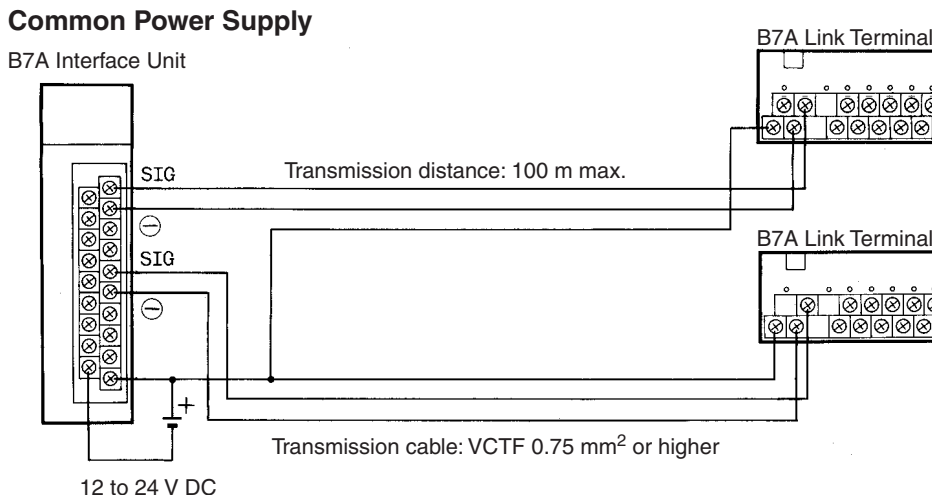 Common Power Supply
B7A Interface Unit
B7A Link Terminal
SIG
Transmission distance: 100 m max.
⊖
SIG
⊖
B7A Link Terminal
+
Transmission cable: VCTF 0.75 mm² or higher
12 to 24 V DC